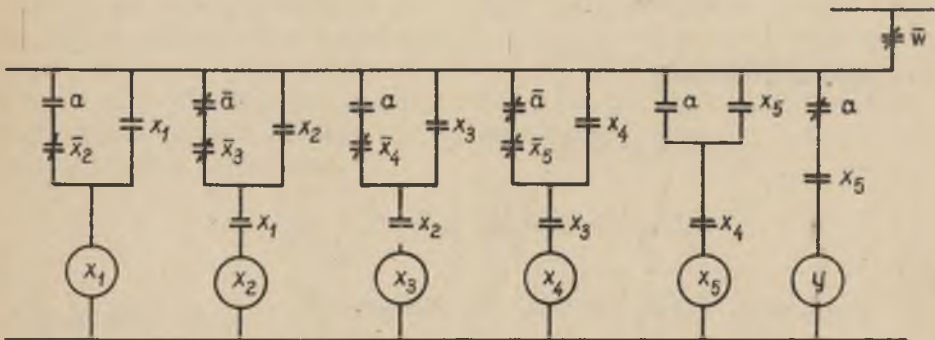 w̄
a x₁ ā x₂ a x₃ ā x₄ a x₅ a
x̄₂ x̄₃ x̄₄ x̄₅ x₅
x₁ x₂ x₃ x₄
x₁ x₂ x₃ x₄ x₅ y